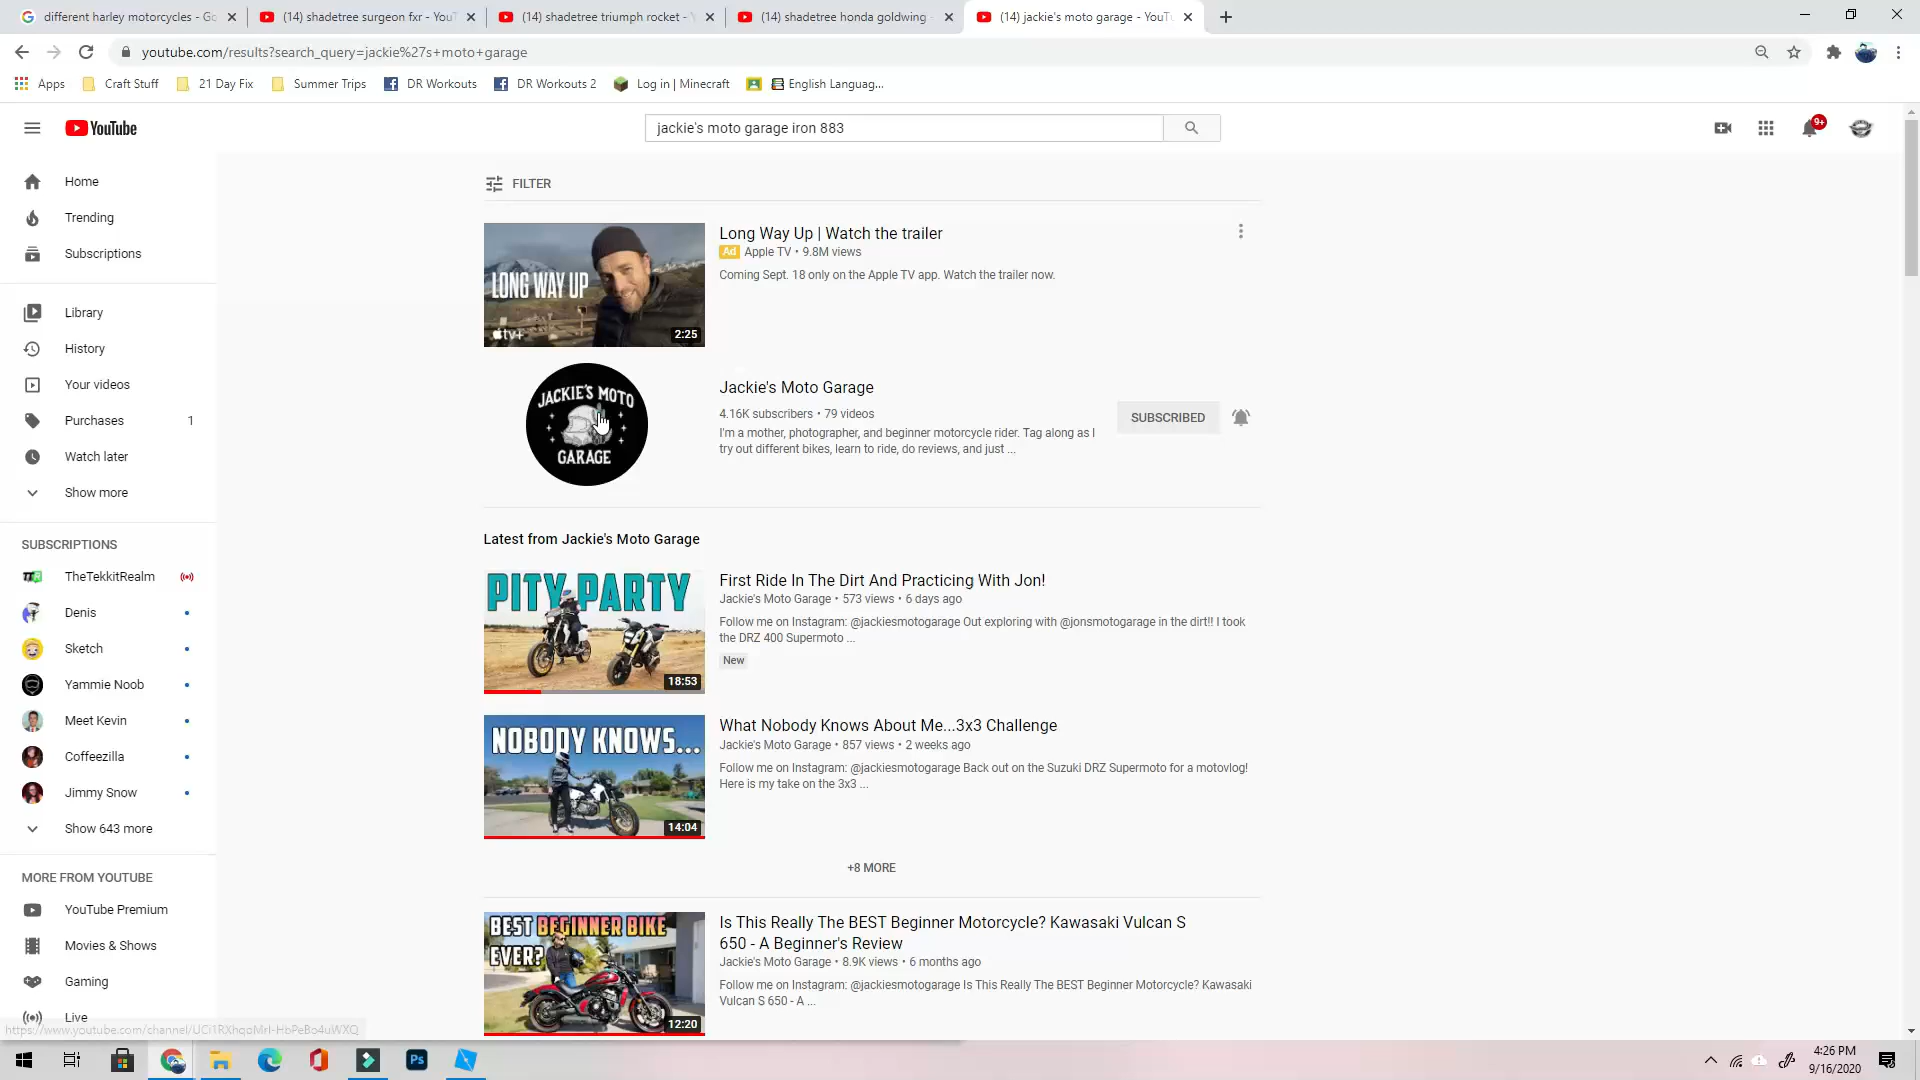 different harley motorcycles - Go
(14) shadetree surgeon fxr - YouT
(14) shadetree triumph rocket - Y
(14) shadetree honda goldwing -
(14) jackie's moto garage - YouTu
youtube.com/results?search_query=jackie%27s+moto+garage
Apps
Craft Stuff
21 Day Fix
Summer Trips
DR Workouts
DR Workouts 2
Log in | Minecraft
English Languag...
YouTube
jackie's moto garage iron 883
9+
Home
Trending
Subscriptions
Library
History
Your videos
Purchases 1
Watch later
Show more
SUBSCRIPTIONS
TheTekkitRealm
Denis
Sketch
Yammie Noob
Meet Kevin
Coffeezilla
Jimmy Snow
Show 643 more
MORE FROM YOUTUBE
YouTube Premium
Movies & Shows
Gaming
Live
FILTER
LONG WAY UP
tv+
2:25
Long Way Up | Watch the trailer
Ad Apple TV • 9.8M views
Coming Sept. 18 only on the Apple TV app. Watch the trailer now.
JACKIE'S MOTO
GARAGE
Jackie's Moto Garage
4.16K subscribers • 79 videos
I'm a mother, photographer, and beginner motorcycle rider. Tag along as I
try out different bikes, learn to ride, do reviews, and just ...
SUBSCRIBED
Latest from Jackie's Moto Garage
PITY PARTY
18:53
First Ride In The Dirt And Practicing With Jon!
Jackie's Moto Garage • 573 views • 6 days ago
Follow me on Instagram: @jackiesmotogarage Out exploring with @jonsmotogarage in the dirt!! I took
the DRZ 400 Supermoto ...
New
NOBODY KNOWS...
14:04
What Nobody Knows About Me...3x3 Challenge
Jackie's Moto Garage • 857 views • 2 weeks ago
Follow me on Instagram: @jackiesmotogarage Back out on the Suzuki DRZ Supermoto for a motovlog!
Here is my take on the 3x3 ...
+8 MORE
BEST BEGINNER BIKE
EVER?
12:20
Is This Really The BEST Beginner Motorcycle? Kawasaki Vulcan S
650 - A Beginner's Review
Jackie's Moto Garage • 8.9K views • 6 months ago
Follow me on Instagram: @jackiesmotogarage Is This Really The BEST Beginner Motorcycle? Kawasaki
Vulcan S 650 - A ...
Ps
4:26 PM
9/16/2020